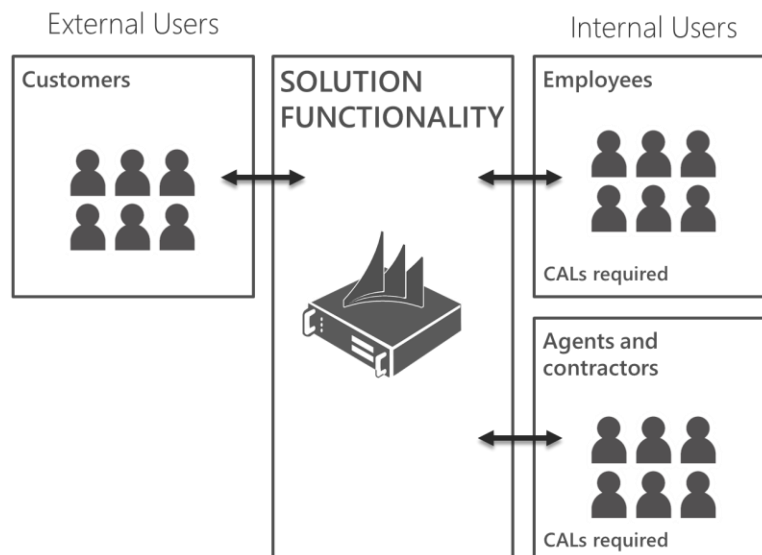 External Users
Internal Users
Customers
SOLUTION
FUNCTIONALITY
Employees
CALs required
Agents and
contractors
CALs required